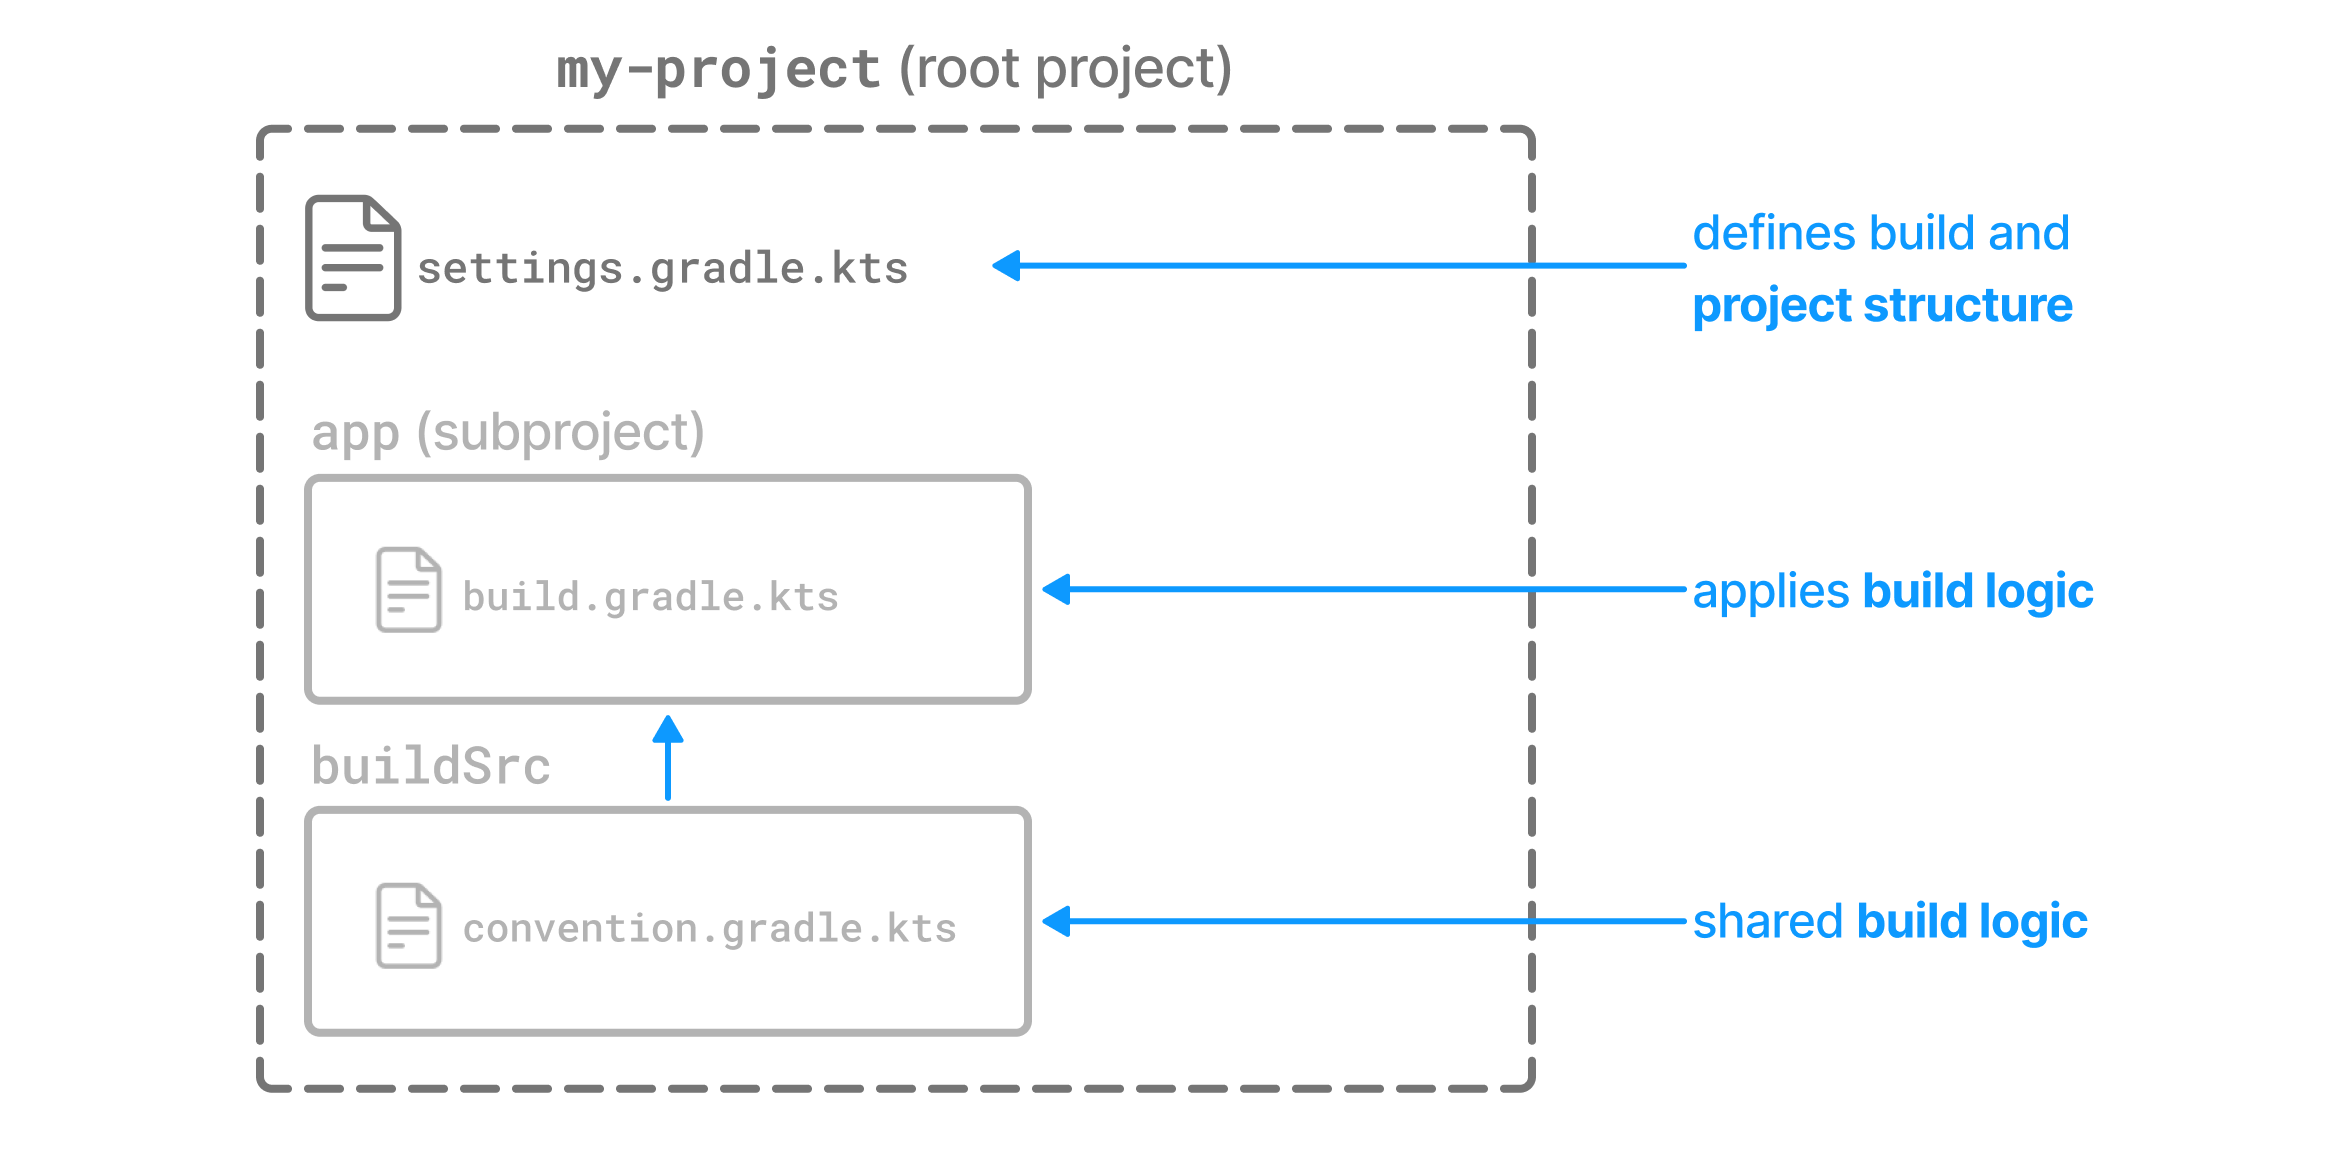 my-project (root project)
settings.gradle.kts
defines build and
project structure
app (subproject)
build.gradle.kts
applies build logic
buildSrc
convention.gradle.kts
shared build logic